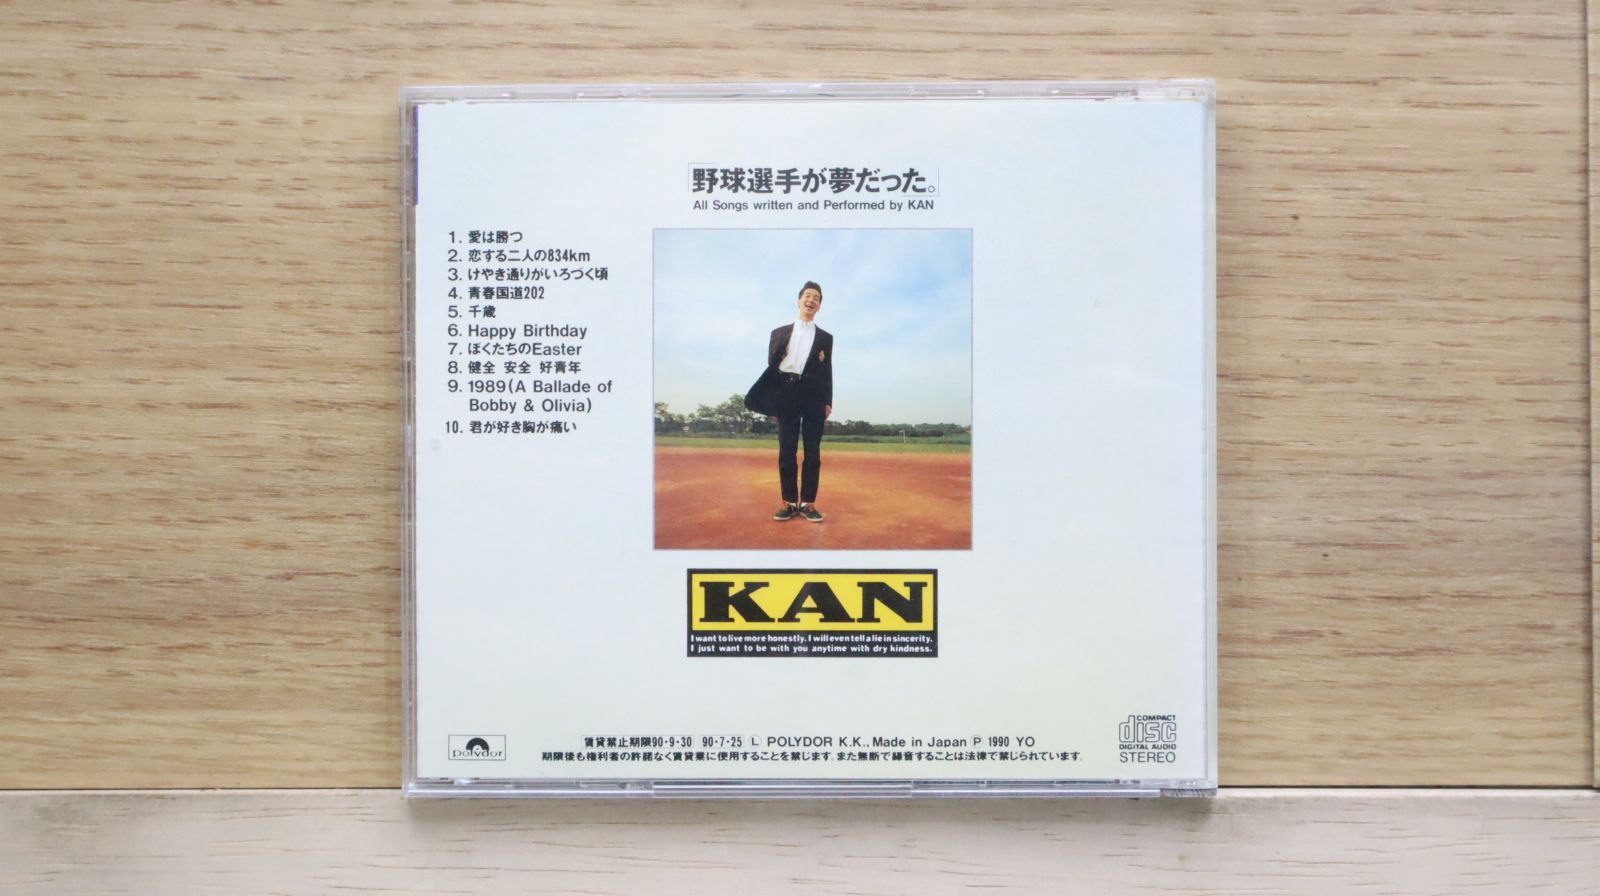 「野球選手が夢だった。」
All Songs written and Performed by KAN
1. 愛は勝つ
2. 恋する二人の834km
3. けやき通りがいろづく頃
4. 青春国道202
5. 千歳
6. Happy Birthday
7. ぼくたちのEaster
8. 健全 安全 好青年
9. 1989(A Ballade of
Bobby & Olivia)
10. 君が好き胸が痛い
KAN
I want to live more honestly. I will even tell a lie in sincerity.
I just want to be with you anytime with dry kindness.
polydor
賃貸禁止期限90・9・30 90・7・25 Ⓛ POLYDOR K.K., Made in Japan Ⓟ 1990 YO
期限後も権利者の許諾なく賃貸業に使用することを禁じます。また無断で録音することは法律で禁じられています。
COMPACT
disc
DIGITAL AUDIO
STEREO